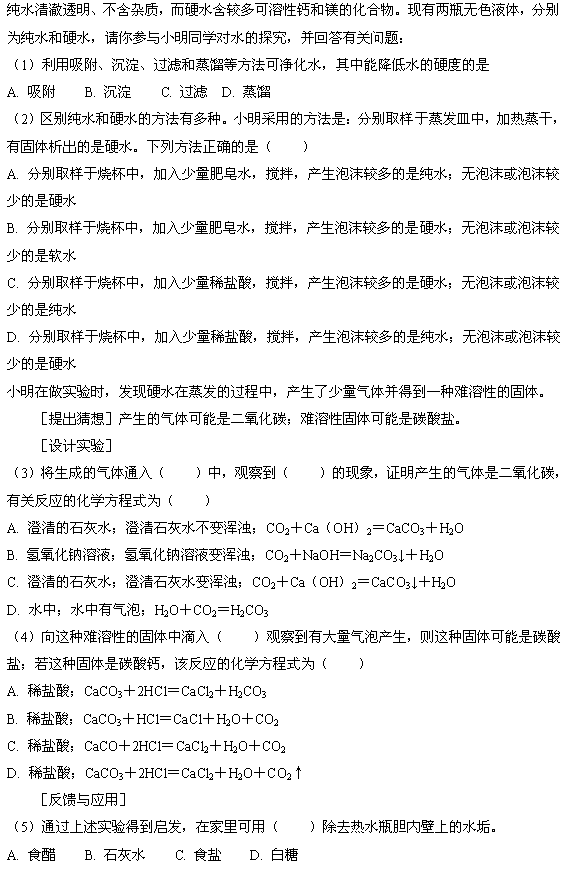 纯水清澈透明、不含杂质，而硬水含较多可溶性钙和镁的化合物。现有两瓶无色液体，分别
为纯水和硬水，请你参与小明同学对水的探究，并回答有关问题：
（1）利用吸附、沉淀、过滤和蒸馏等方法可净化水，其中能降低水的硬度的是
A. 吸附 B. 沉淀 C. 过滤 D. 蒸馏
（2）区别纯水和硬水的方法有多种。小明采用的方法是：分别取样于蒸发皿中，加热蒸干，
有固体析出的是硬水。下列方法正确的是（ ）
A. 分别取样于烧杯中，加入少量肥皂水，搅拌，产生泡沫较多的是纯水；无泡沫或泡沫较
少的是硬水
B. 分别取样于烧杯中，加入少量肥皂水，搅拌，产生泡沫较多的是硬水；无泡沫或泡沫较
少的是软水
C. 分别取样于烧杯中，加入少量稀盐酸，搅拌，产生泡沫较多的是硬水；无泡沫或泡沫较
少的是纯水
D. 分别取样于烧杯中，加入少量稀盐酸，搅拌，产生泡沫较多的是纯水；无泡沫或泡沫较
少的是硬水
小明在做实验时，发现硬水在蒸发的过程中，产生了少量气体并得到一种难溶性的固体。
［提出猜想］产生的气体可能是二氧化碳；难溶性固体可能是碳酸盐。
［设计实验］
（3）将生成的气体通入（ ）中，观察到（ ）的现象，证明产生的气体是二氧化碳，
有关反应的化学方程式为（ ）
A. 澄清的石灰水；澄清石灰水不变浑浊；CO₂＋Ca（OH）₂＝CaCO₃＋H₂O
B. 氢氧化钠溶液；氢氧化钠溶液变浑浊；CO₂＋NaOH＝Na₂CO₃↓＋H₂O
C. 澄清的石灰水；澄清石灰水变浑浊；CO₂＋Ca（OH）₂＝CaCO₃↓＋H₂O
D. 水中；水中有气泡；H₂O＋CO₂＝H₂CO₃
（4）向这种难溶性的固体中滴入（ ）观察到有大量气泡产生，则这种固体可能是碳酸
盐；若这种固体是碳酸钙，该反应的化学方程式为（ ）
A. 稀盐酸；CaCO₃＋2HCl＝CaCl₂＋H₂CO₃
B. 稀盐酸；CaCO₃＋HCl＝CaCl＋H₂O＋CO₂
C. 稀盐酸；CaCO＋2HCl＝CaCl₂＋H₂O＋CO₂
D. 稀盐酸；CaCO₃＋2HCl＝CaCl₂＋H₂O＋CO₂↑
［反馈与应用］
（5）通过上述实验得到启发，在家里可用（ ）除去热水瓶胆内壁上的水垢。
A. 食醋 B. 石灰水 C. 食盐 D. 白糖